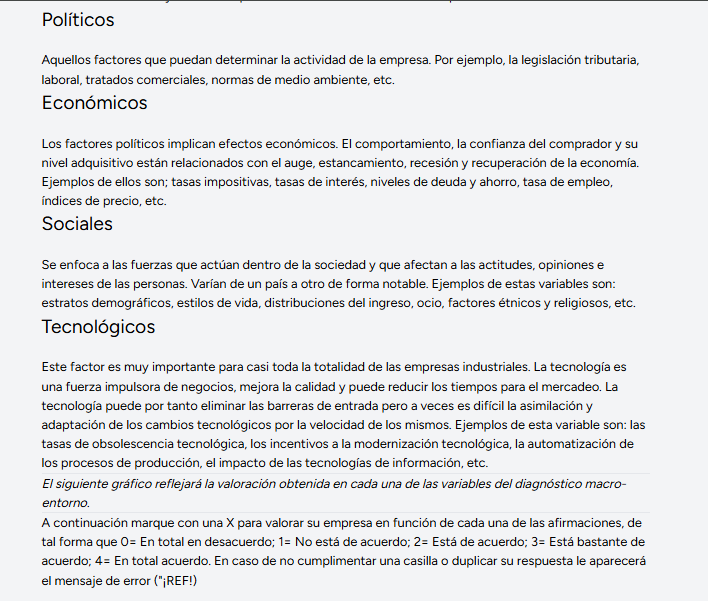 Políticos
Aquellos factores que puedan determinar la actividad de la empresa. Por ejemplo, la legislación tributaria,
laboral, tratados comerciales, normas de medio ambiente, etc.
Económicos
Los factores políticos implican efectos económicos. El comportamiento, la confianza del comprador y su
nivel adquisitivo están relacionados con el auge, estancamiento, recesión y recuperación de la economía.
Ejemplos de ellos son; tasas impositivas, tasas de interés, niveles de deuda y ahorro, tasa de empleo,
índices de precio, etc.
Sociales
Se enfoca a las fuerzas que actúan dentro de la sociedad y que afectan a las actitudes, opiniones e
intereses de las personas. Varían de un país a otro de forma notable. Ejemplos de estas variables son:
estratos demográficos, estilos de vida, distribuciones del ingreso, ocio, factores étnicos y religiosos, etc.
Tecnológicos
Este factor es muy importante para casi toda la totalidad de las empresas industriales. La tecnología es
una fuerza impulsora de negocios, mejora la calidad y puede reducir los tiempos para el mercadeo. La
tecnología puede por tanto eliminar las barreras de entrada pero a veces es difícil la asimilación y
adaptación de los cambios tecnológicos por la velocidad de los mismos. Ejemplos de esta variable son: las
tasas de obsolescencia tecnológica, los incentivos a la modernización tecnológica, la automatización de
los procesos de producción, el impacto de las tecnologías de información, etc.
El siguiente gráfico reflejará la valoración obtenida en cada una de las variables del diagnóstico macro-
entorno.
A continuación marque con una X para valorar su empresa en función de cada una de las afirmaciones, de
tal forma que 0= En total en desacuerdo; 1= No está de acuerdo; 2= Está de acuerdo; 3= Está bastante de
acuerdo; 4= En total acuerdo. En caso de no cumplimentar una casilla o duplicar su respuesta le aparecerá
el mensaje de error ("¡REF!)